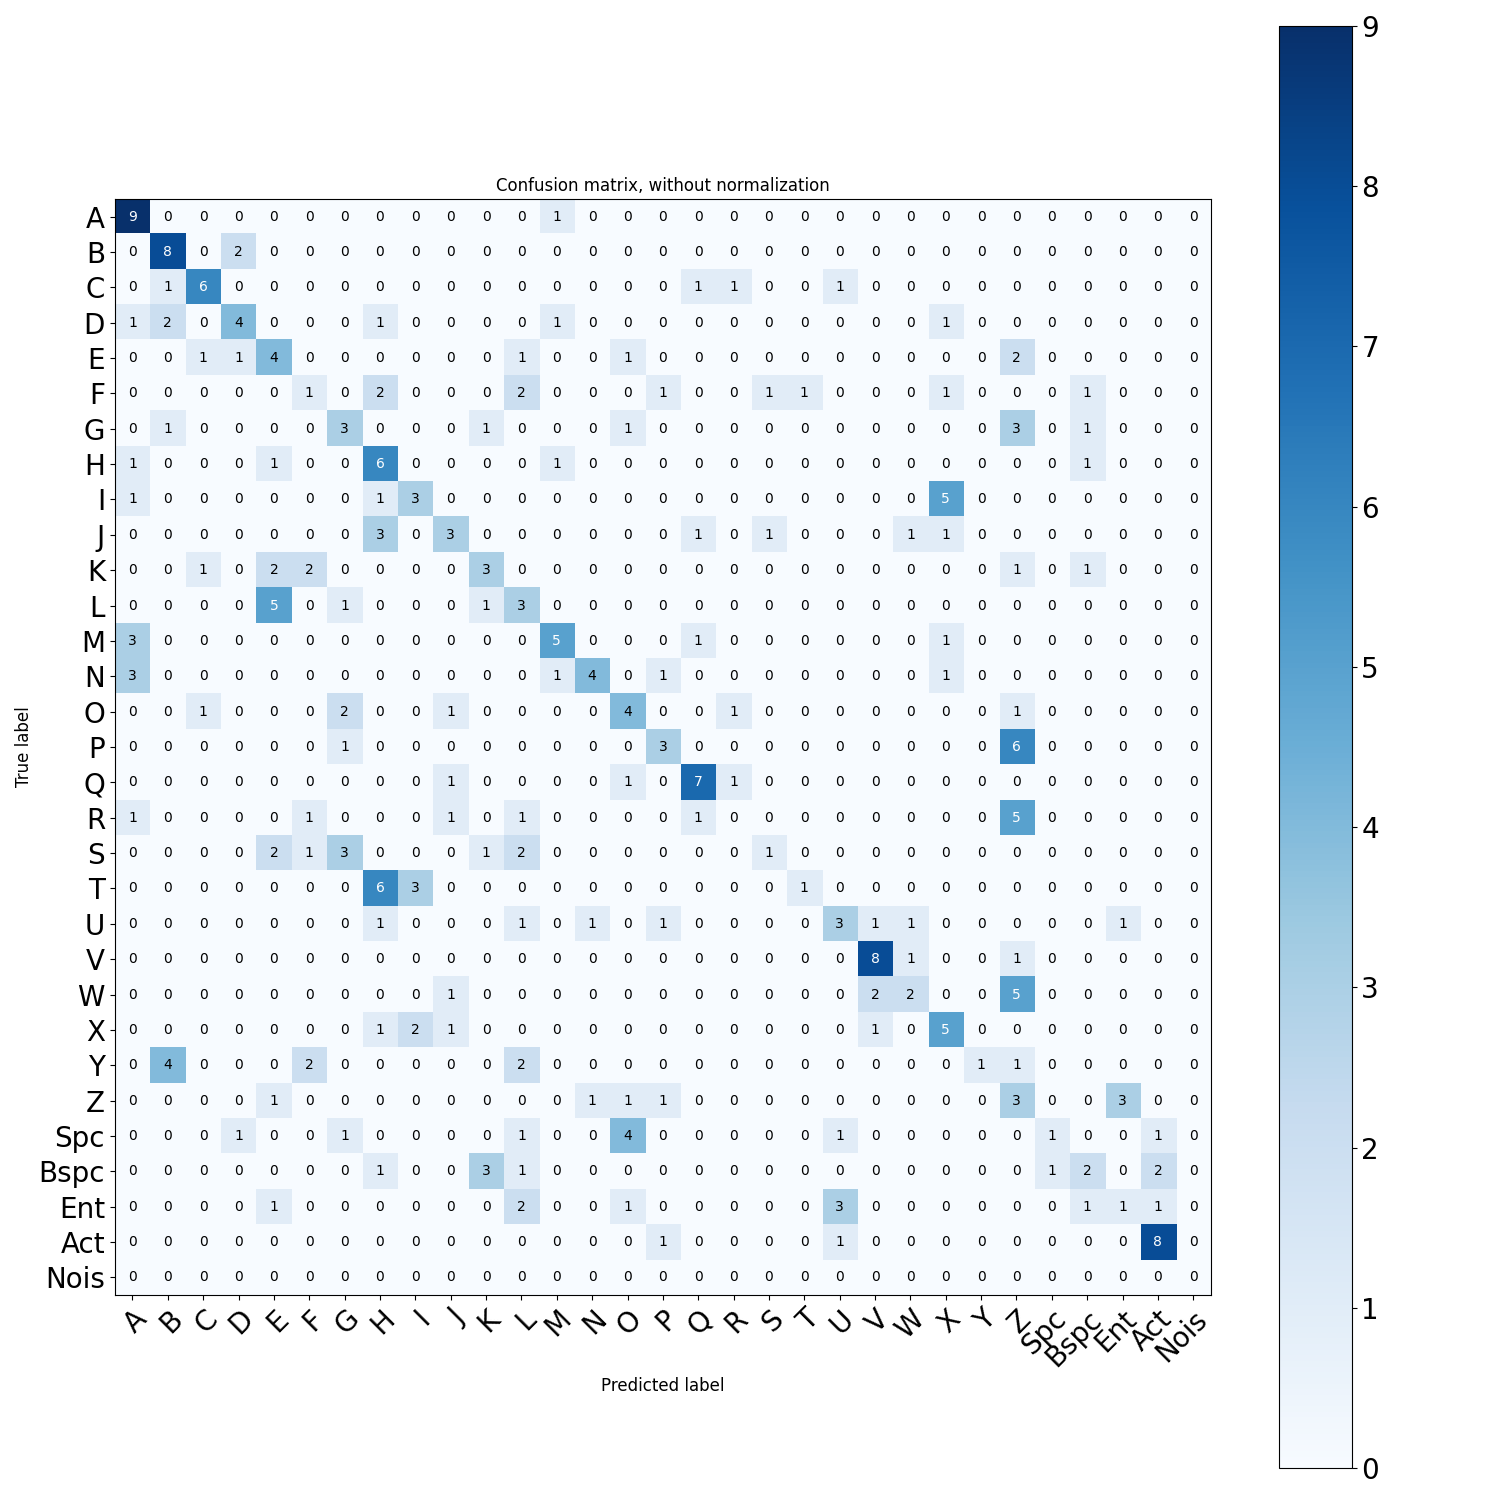 Confusion matrix, without normalization
True label
A 9 0 0 0 0 0 0 0 0 0 0 0 1 0 0 0 0 0 0 0 0 0 0 0 0 0 0 0 0 0 0
B 0 8 0 2 0 0 0 0 0 0 0 0 0 0 0 0 0 0 0 0 0 0 0 0 0 0 0 0 0 0 0
C 0 1 6 0 0 0 0 0 0 0 0 0 0 0 0 0 1 1 0 0 1 0 0 0 0 0 0 0 0 0 0
D 1 2 0 4 0 0 0 1 0 0 0 0 1 0 0 0 0 0 0 0 0 0 0 1 0 0 0 0 0 0 0
E 0 0 1 1 4 0 0 0 0 0 0 1 0 0 1 0 0 0 0 0 0 0 0 0 0 2 0 0 0 0 0
F 0 0 0 0 0 1 0 2 0 0 0 2 0 0 0 1 0 0 1 1 0 0 0 1 0 0 0 1 0 0 0
G 0 1 0 0 0 0 3 0 0 0 1 0 0 0 1 0 0 0 0 0 0 0 0 0 0 3 0 1 0 0 0
H 1 0 0 0 1 0 0 6 0 0 0 0 1 0 0 0 0 0 0 0 0 0 0 0 0 0 0 1 0 0 0
I 1 0 0 0 0 0 0 1 3 0 0 0 0 0 0 0 0 0 0 0 0 0 0 5 0 0 0 0 0 0 0
J 0 0 0 0 0 0 0 3 0 3 0 0 0 0 0 0 1 0 1 0 0 0 1 1 0 0 0 0 0 0 0
K 0 0 1 0 2 2 0 0 0 0 3 0 0 0 0 0 0 0 0 0 0 0 0 0 0 1 0 1 0 0 0
L 0 0 0 0 5 0 1 0 0 0 1 3 0 0 0 0 0 0 0 0 0 0 0 0 0 0 0 0 0 0 0
M 3 0 0 0 0 0 0 0 0 0 0 0 5 0 0 0 1 0 0 0 0 0 0 1 0 0 0 0 0 0 0
N 3 0 0 0 0 0 0 0 0 0 0 0 1 4 0 1 0 0 0 0 0 0 0 1 0 0 0 0 0 0 0
O 0 0 1 0 0 0 2 0 0 1 0 0 0 0 4 0 0 1 0 0 0 0 0 0 0 1 0 0 0 0 0
P 0 0 0 0 0 0 1 0 0 0 0 0 0 0 0 3 0 0 0 0 0 0 0 0 0 6 0 0 0 0 0
Q 0 0 0 0 0 0 0 0 0 1 0 0 0 0 1 0 7 1 0 0 0 0 0 0 0 0 0 0 0 0 0
R 1 0 0 0 0 1 0 0 0 1 0 1 0 0 0 0 1 0 0 0 0 0 0 0 0 5 0 0 0 0 0
S 0 0 0 0 2 1 3 0 0 0 1 2 0 0 0 0 0 0 1 0 0 0 0 0 0 0 0 0 0 0 0
T 0 0 0 0 0 0 0 6 3 0 0 0 0 0 0 0 0 0 0 1 0 0 0 0 0 0 0 0 0 0 0
U 0 0 0 0 0 0 0 1 0 0 0 1 0 1 0 1 0 0 0 0 3 1 1 0 0 0 0 0 1 0 0
V 0 0 0 0 0 0 0 0 0 0 0 0 0 0 0 0 0 0 0 0 0 8 1 0 0 1 0 0 0 0 0
W 0 0 0 0 0 0 0 0 0 1 0 0 0 0 0 0 0 0 0 0 0 2 2 0 0 5 0 0 0 0 0
X 0 0 0 0 0 0 0 1 2 1 0 0 0 0 0 0 0 0 0 0 0 1 0 5 0 0 0 0 0 0 0
Y 0 4 0 0 0 2 0 0 0 0 0 2 0 0 0 0 0 0 0 0 0 0 0 0 1 1 0 0 0 0 0
Z 0 0 0 0 1 0 0 0 0 0 0 0 0 1 1 1 0 0 0 0 0 0 0 0 0 3 0 0 3 0 0
Spc 0 0 0 1 0 0 1 0 0 0 0 1 0 0 4 0 0 0 0 0 1 0 0 0 0 0 1 0 0 1 0
Bspc 0 0 0 0 0 0 0 1 0 0 3 1 0 0 0 0 0 0 0 0 0 0 0 0 0 0 1 2 0 2 0
Ent 0 0 0 0 1 0 0 0 0 0 0 2 0 0 1 0 0 0 0 0 3 0 0 0 0 0 0 1 1 1 0
Act 0 0 0 0 0 0 0 0 0 0 0 0 0 0 0 1 0 0 0 0 1 0 0 0 0 0 0 0 0 8 0
Nois 0 0 0 0 0 0 0 0 0 0 0 0 0 0 0 0 0 0 0 0 0 0 0 0 0 0 0 0 0 0 0
A B C D E F G H I J K L M N O P Q R S T U V W X Y Z Spc Bspc Ent Act Nois
Predicted label
9
8
7
6
5
4
3
2
1
0